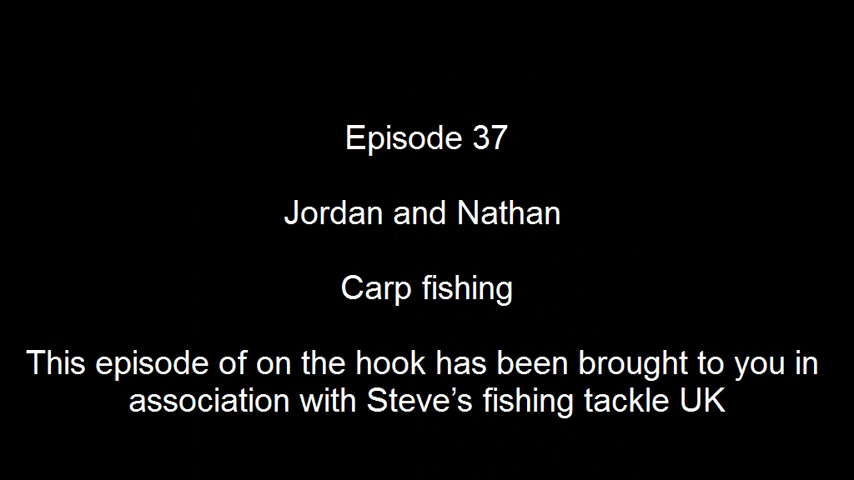 Episode 37
Jordan and Nathan
Carp fishing
This episode of on the hook has been brought to you in
association with Steve’s fishing tackle UK